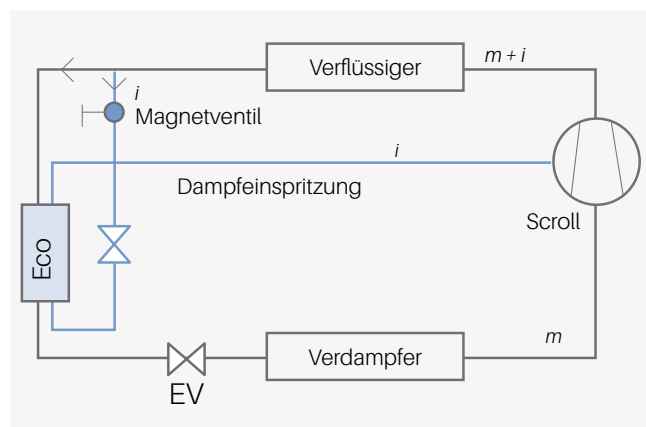 Verflüssiger
m + i
i
Magnetventil
i
Dampfeinspritzung
Scroll
Eco
m
Verdampfer
EV